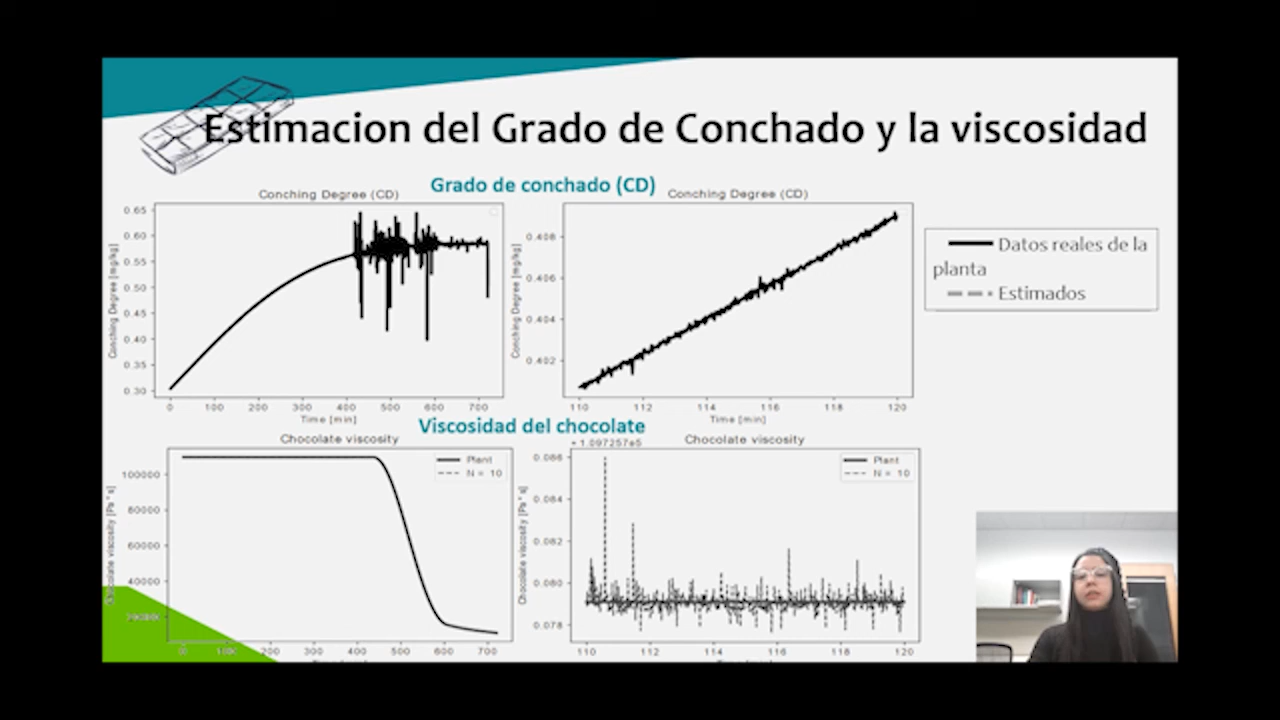 Estimacion del Grado de Conchado y la viscosidad
Grado de conchado (CD)
Conching Degree (CD)
Conching Degree [mg/kg]
0.65
0.60
0.55
0.50
0.45
0.40
0.35
0.30
0 100 200 300 400 500 600 700
Time [min]
Conching Degree (CD)
Conching Degree [mg/kg]
0.408
0.406
0.404
0.402
110 112 114 116 118 120
Time [min]
Datos reales de la
planta
Estimados
Viscosidad del chocolate
Chocolate viscosity
Chocolate viscosity [Pa * s]
100000
80000
60000
40000
Plant
N = 10
200 300 400 500 600 700
+1.097257e5
Chocolate viscosity
Chocolate viscosity [Pa * s]
0.086
0.084
0.082
0.080
0.078
Plant
N = 10
110 112 114 116 118 120